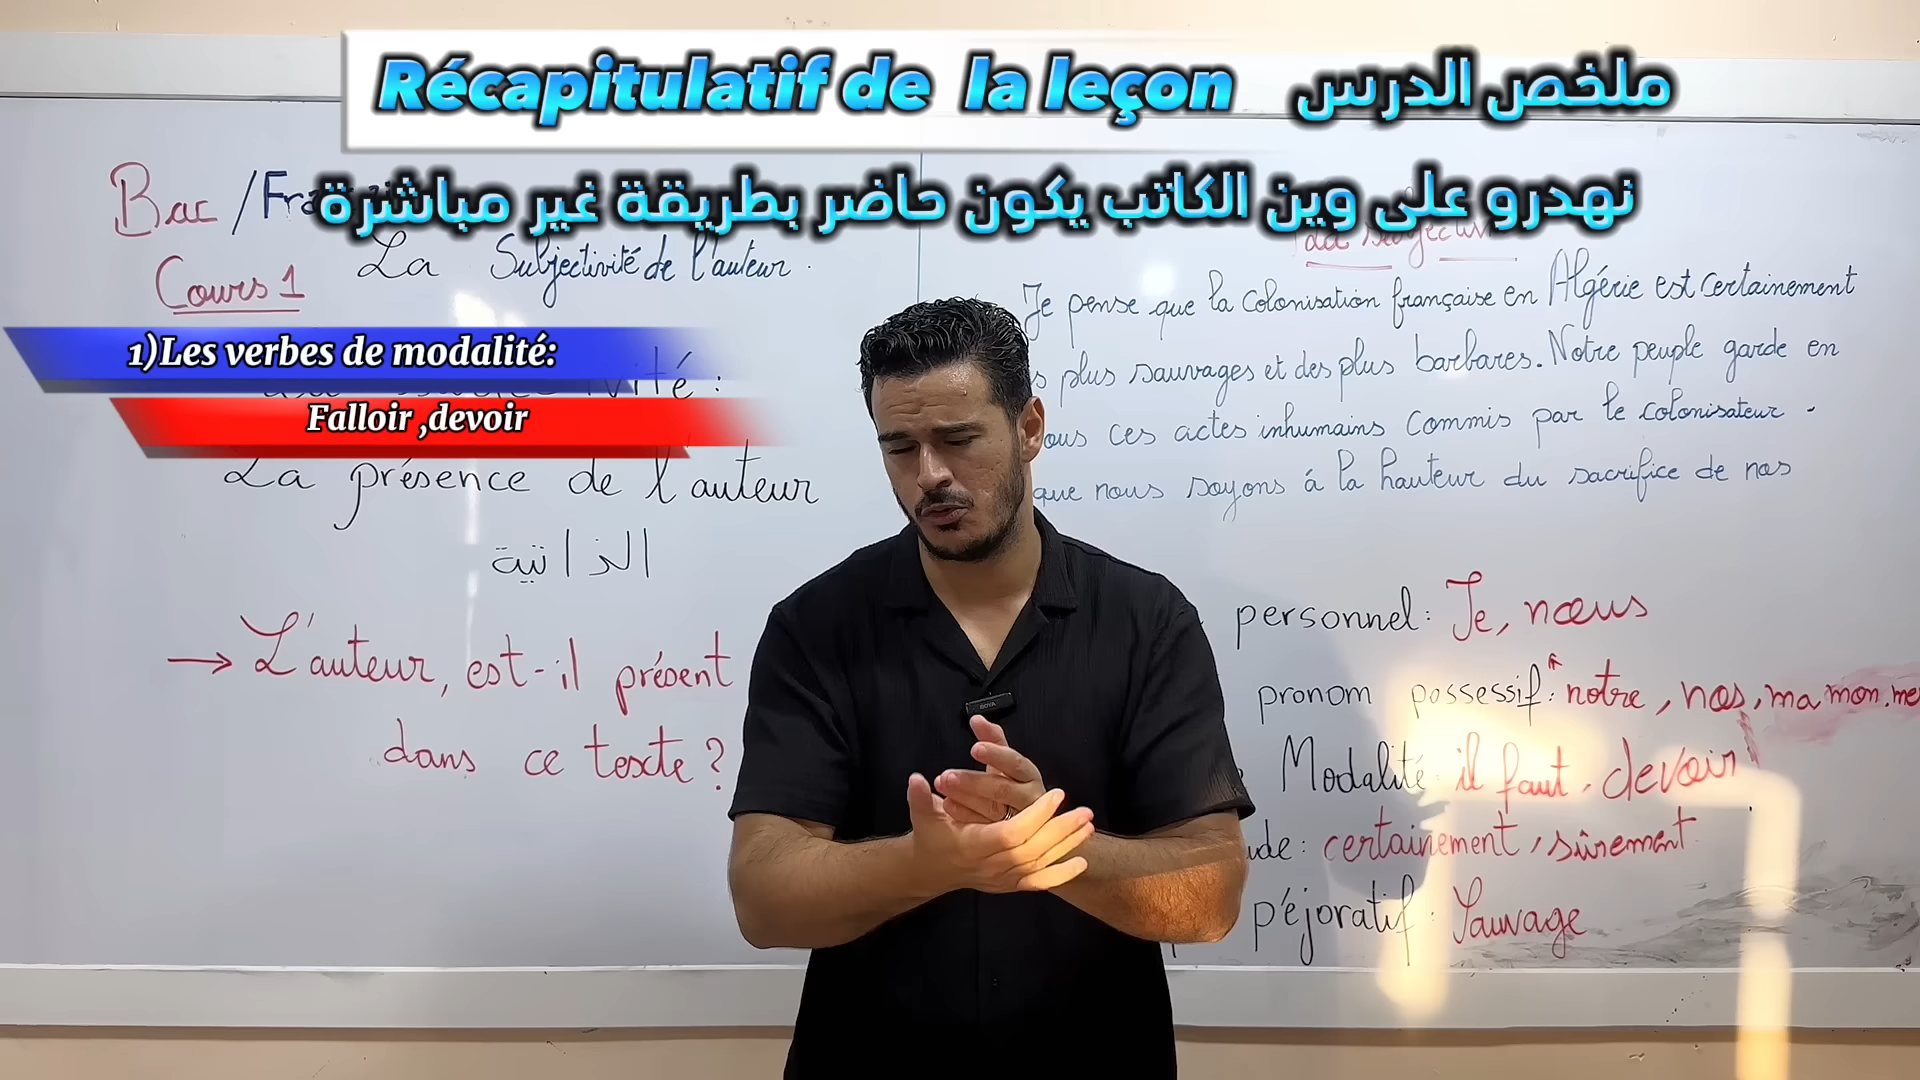 Récapitulatif de la leçon ملخص الدرس
نهدرو على وين الكاتب يكون حاضر بطريقة غير مباشرة
Bac / Fra
Cours 1 La Subjectivité de l'auteur.
1)Les verbes de modalité:
Falloir ,devoir
La présence de l'auteur
الذاتية
→ L'auteur, est-il présent
dans ce texte?
Je pense que la colonisation française en Algérie est certainement
plus sauvages et des plus barbares. Notre peuple garde en
ces actes inhumains commis par le colonisateur.
que nous soyons à la hauteur du sacrifice de nos
personnel: Je, nous
pronom possessif: notre, nos, ma mon. mes
Modalité il faut, devoir
certainement, sûrement
péjoratif: Sauvage
BOYA